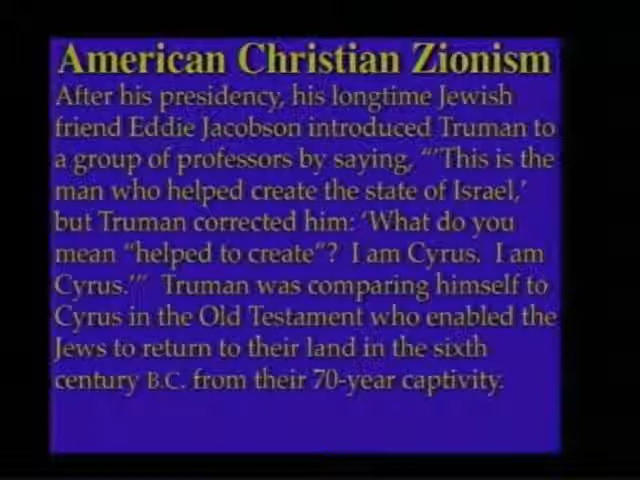 American Christian Zionism
After his presidency, his longtime Jewish
friend Eddie Jacobson introduced Truman to
a group of professors by saying, “‘This is the
man who helped create the state of Israel,’
but Truman corrected him: ‘What do you
mean “helped to create”?  I am Cyrus.  I am
Cyrus.’”  Truman was comparing himself to
Cyrus in the Old Testament who enabled the
Jews to return to their land in the sixth
century B.C. from their 70-year captivity.